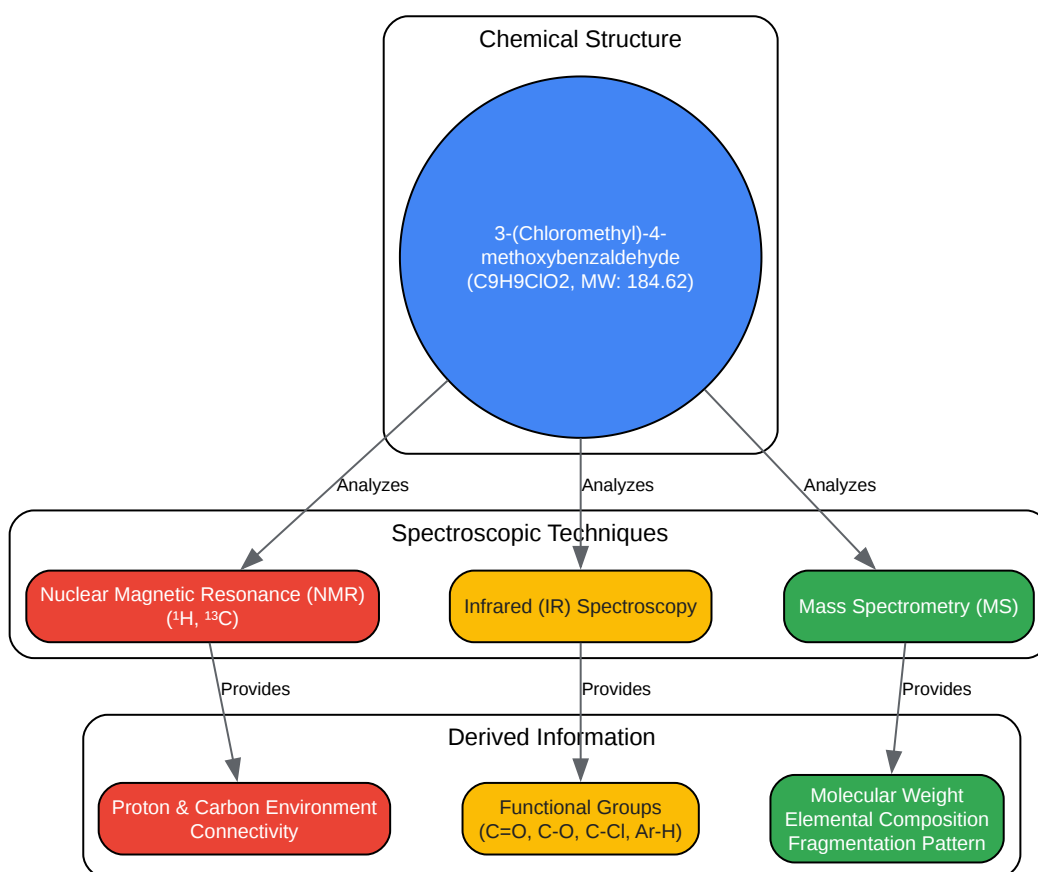 Chemical Structure
3-(Chloromethyl)-4-
methoxybenzaldehyde
(C9H9ClO2, MW: 184.62)
Analyzes
Analyzes
Analyzes
Spectroscopic Techniques
Nuclear Magnetic Resonance (NMR)
(¹H, ¹³C)
Infrared (IR) Spectroscopy
Mass Spectrometry (MS)
Provides
Provides
Provides
Derived Information
Proton & Carbon Environment
Connectivity
Functional Groups
(C=O, C-O, C-Cl, Ar-H)
Molecular Weight
Elemental Composition
Fragmentation Pattern